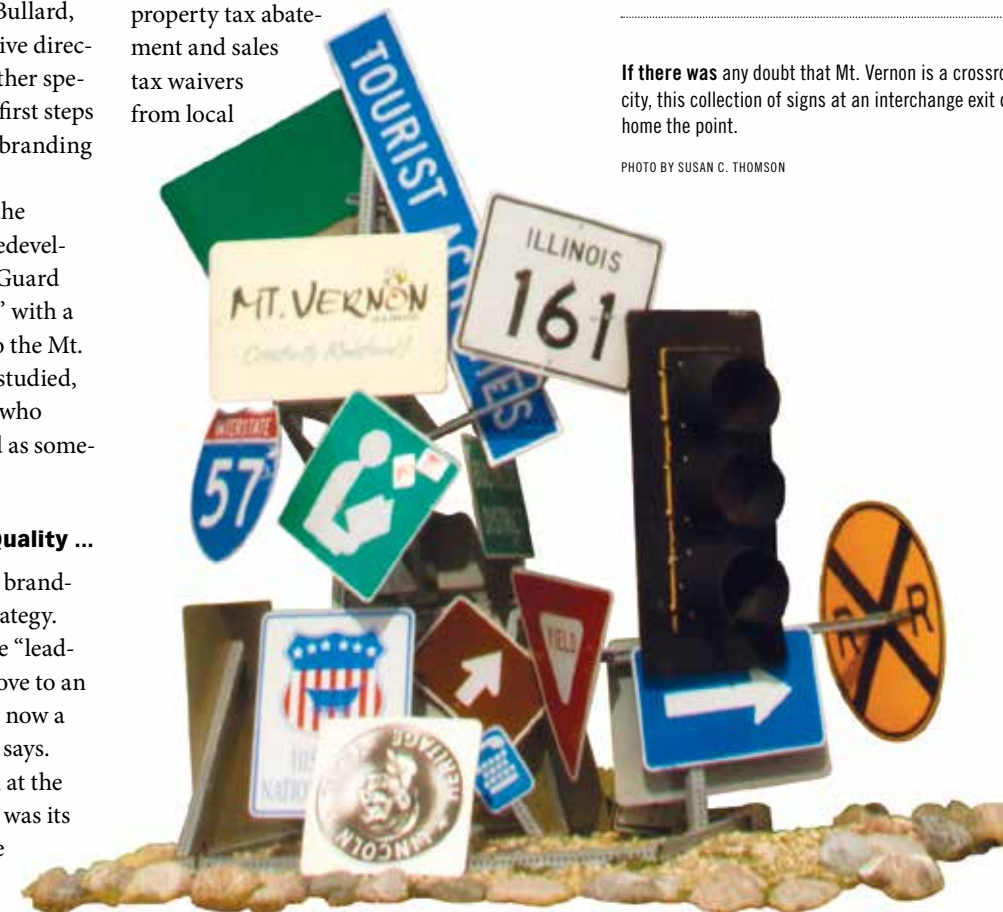 Bullard,
ive direc-
ther spe-
first steps
branding
he
edevel-
Guard
” with a
o the Mt.
studied,
who
d as some-
Quality ...
brand-
ategy.
e “lead-
ove to an
now a
says.
at the
was its
e
property tax abate-
ment and sales
tax waivers
from local
If there was any doubt that Mt. Vernon is a crossro
city, this collection of signs at an interchange exit d
home the point.
PHOTO BY SUSAN C. THOMSON
TOURIST ACTIVITIES
MT. VERNON
ILLINOIS
161
INTERSTATE
57
YIELD
R R
HIS
NATIO
LINCOLN
HERITAGE